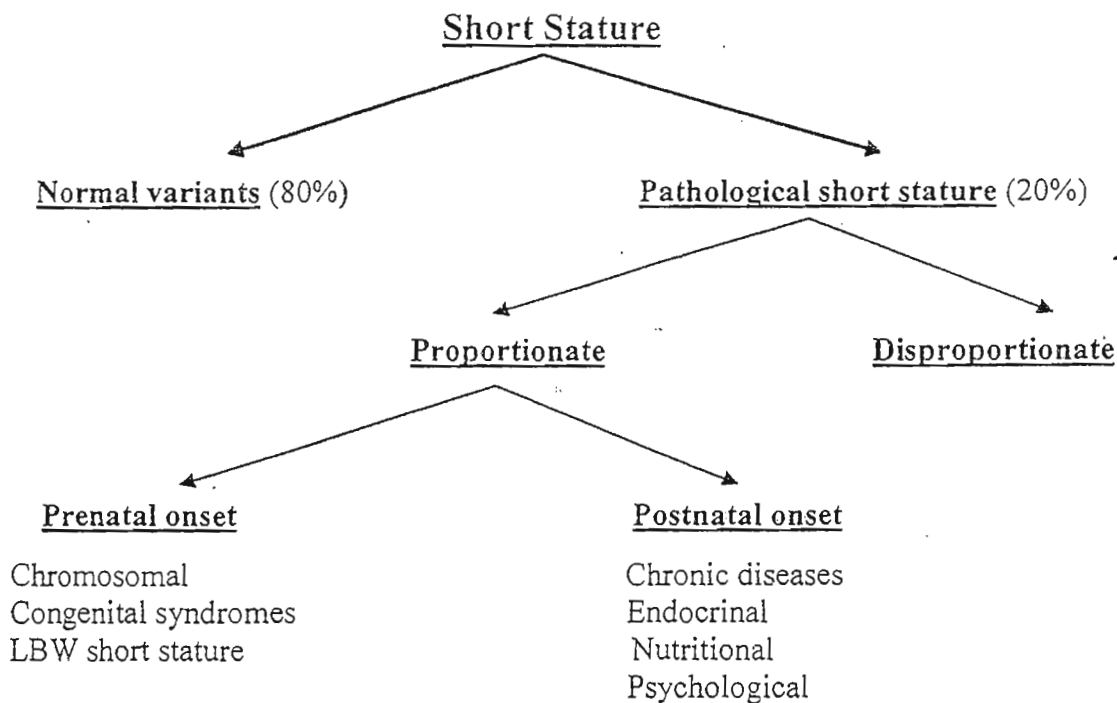 Short Stature
Normal variants (80%)
Pathological short stature (20%)
Proportionate
Disproportionate
Prenatal onset
Chromosomal
Congenital syndromes
LBW short stature
Postnatal onset
Chronic diseases
Endocrinal
Nutritional
Psychological